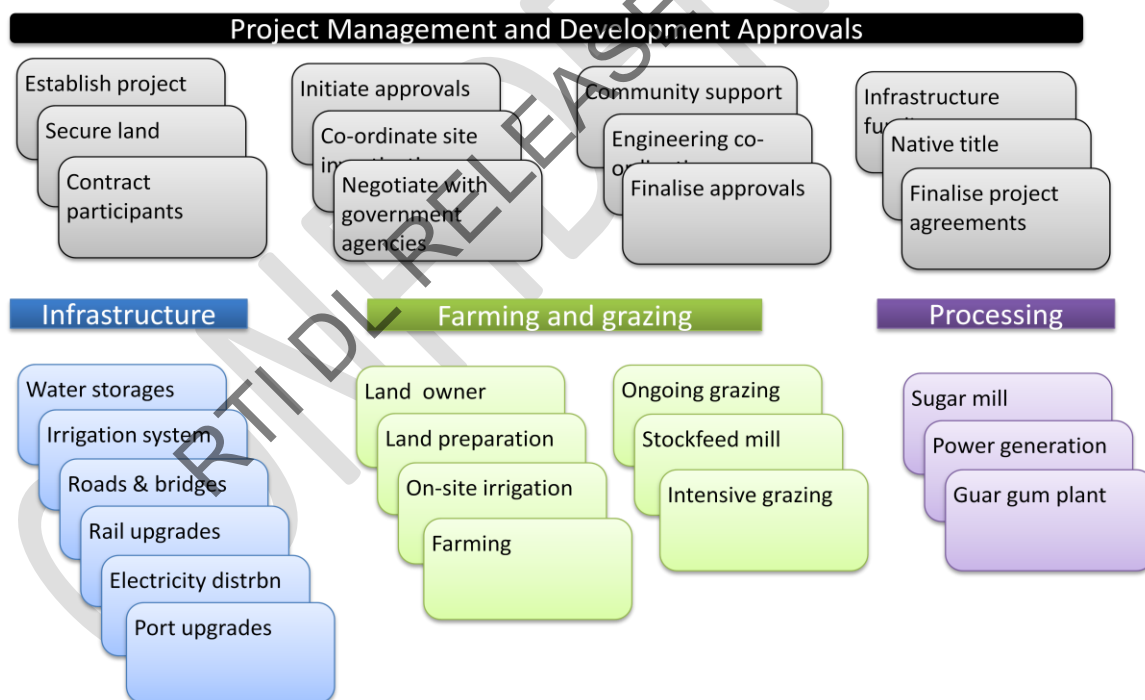 Project Management and Development Approvals
Establish project
Secure land
Contract
participants
Initiate approvals
Co-ordinate site
Negotiate with
government
agencies
Community support
Engineering co-
Finalise approvals
Infrastructure
Native title
Finalise project
agreements
Infrastructure
Farming and grazing
Processing
Water storages
Irrigation system
Roads & bridges
Rail upgrades
Electricity distrbn
Port upgrades
Land owner
Land preparation
On-site irrigation
Farming
Ongoing grazing
Stockfeed mill
Intensive grazing
Sugar mill
Power generation
Guar gum plant
RTI DL RELEASE